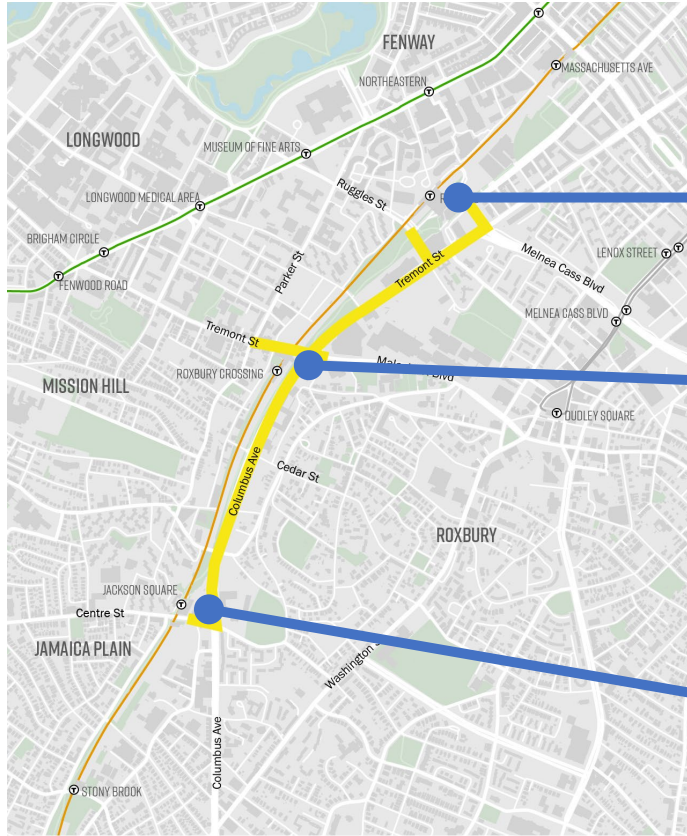 FENWAY
MASSACHUSETTS AVE
NORTHEASTERN
LONGWOOD
MUSEUM OF FINE ARTS
Ruggles St
LONGWOOD MEDICAL AREA
BRIGHAM CIRCLE
Melnea Cass Blvd
LENOX STREET
Parker St
Tremont St
FENWOOD ROAD
MELNEA CASS BLVD
Tremont St
ROXBURY CROSSING
MISSION HILL
DUDLEY SQUARE
Columbus Ave
Cedar St
ROXBURY
JACKSON SQUARE
Centre St
JAMAICA PLAIN
Washington
Columbus Ave
STONY BROOK